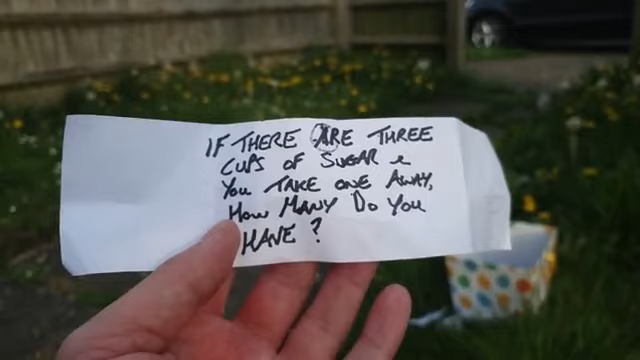 IF THERE ARE THREE
CUPS OF SUGAR &
YOU TAKE ONE AWAY,
HOW MANY DO YOU
HAVE ?